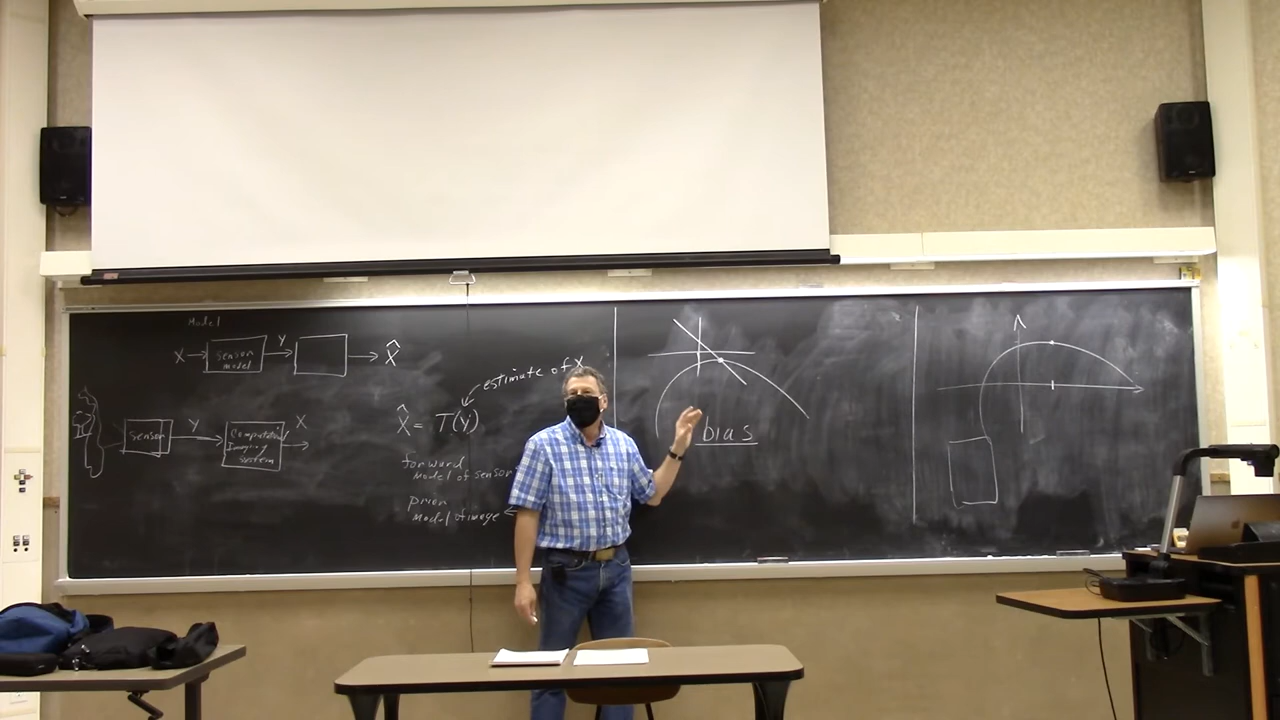 Model
X → sensor model Y → → X̂
sensor Y → Computational Imaging System X →
estimate of X
X̂ = T(Y)
forward
model of sensor
prior
model of image
bias